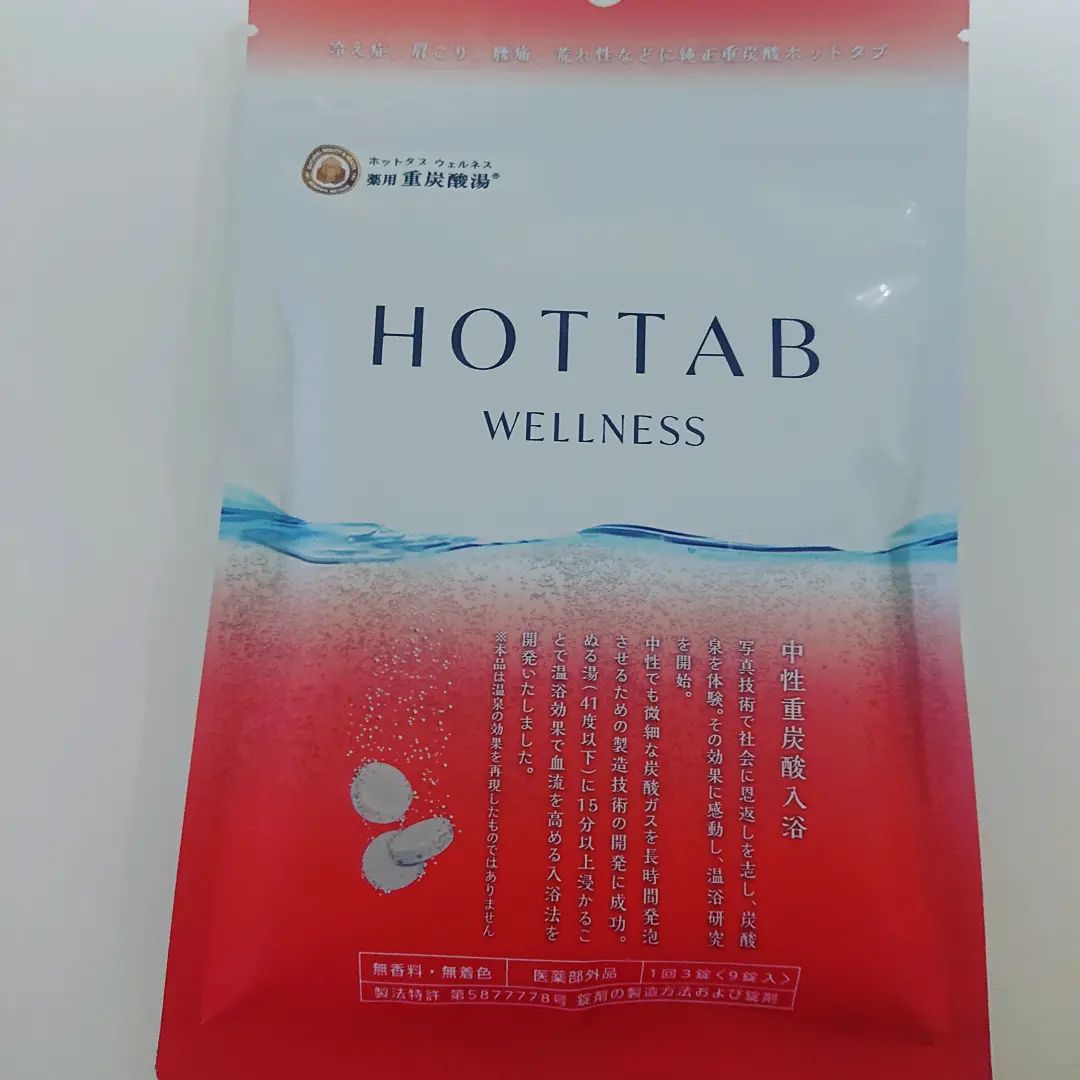 冷え症、肩こり、腰痛、荒れ性などに純正重炭酸ホットタブ
ホットタブ ウェルネス
薬用 重炭酸湯®
HOT TAB
WELLNESS
中性重炭酸入浴
写真技術で社会に恩返しを志し、炭酸
泉を体験。その効果に感動し、温浴研究
を開始。
中性でも微細な炭酸ガスを長時間発泡
させるための製造技術の開発に成功。
ぬる湯(41度以下)に15分以上浸かるこ
とで温浴効果で血流を高める入浴法を
開発いたしました。
※本品は温泉の効果を再現したものではありません
無香料・無着色
医薬部外品
1回3錠<9錠入>
製法特許 第5877778号 錠剤の製造方法および錠剤